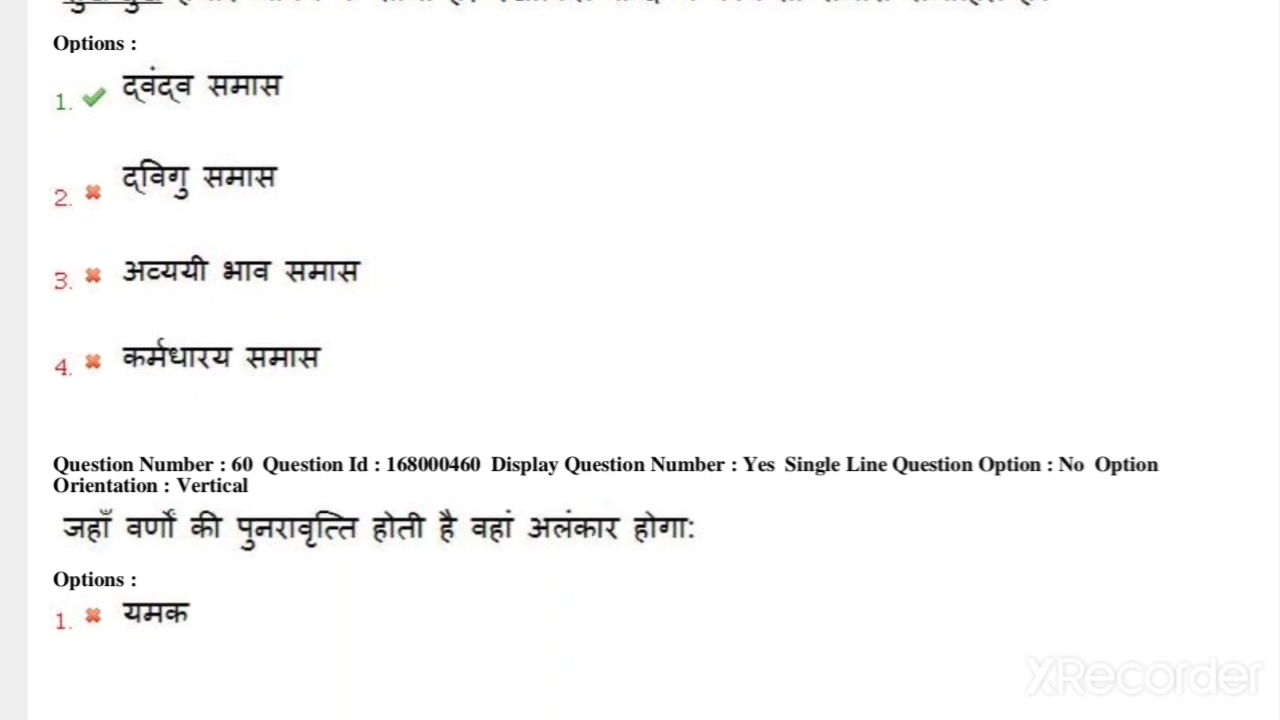 Options :
1. द्वंद्व समास
2. द्विगु समास
3. अव्ययी भाव समास
4. कर्मधारय समास
Question Number : 60 Question Id : 168000460 Display Question Number : Yes Single Line Question Option : No Option
Orientation : Vertical
जहाँ वर्णों की पुनरावृत्ति होती है वहां अलंकार होगा:
Options :
1. यमक
XRecorder